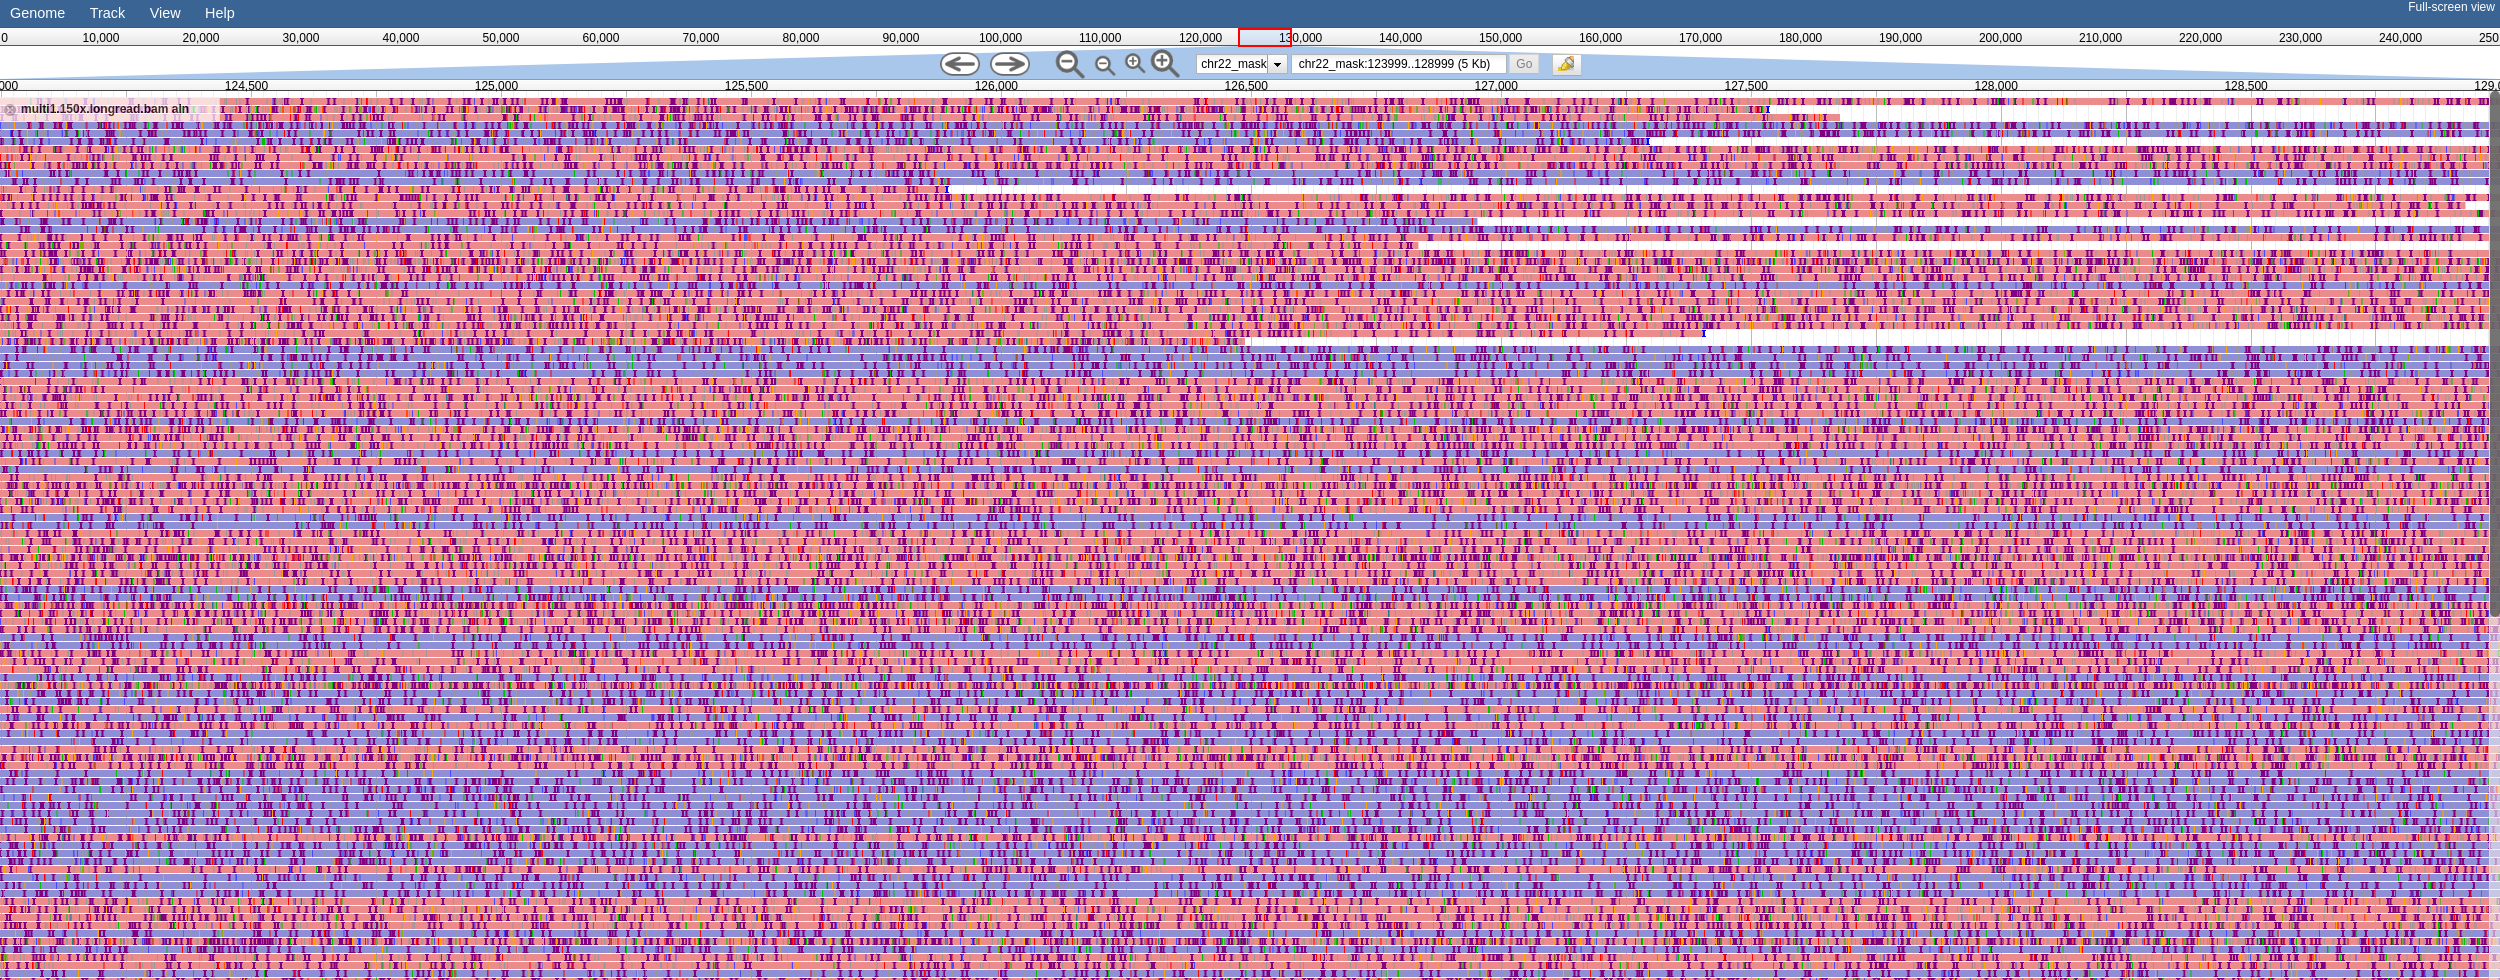 Genome Track View Help Full-screen view
0 10,000 20,000 30,000 40,000 50,000 60,000 70,000 80,000 90,000 100,000 110,000 120,000 130,000 140,000 150,000 160,000 170,000 180,000 190,000 200,000 210,000 220,000 230,000 240,000 250
chr22_mask chr22_mask:123999..128999 (5 Kb) Go
000 124,500 125,000 125,500 126,000 126,500 127,000 127,500 128,000 128,500 129,0
multi1.150x.longread.bam aln